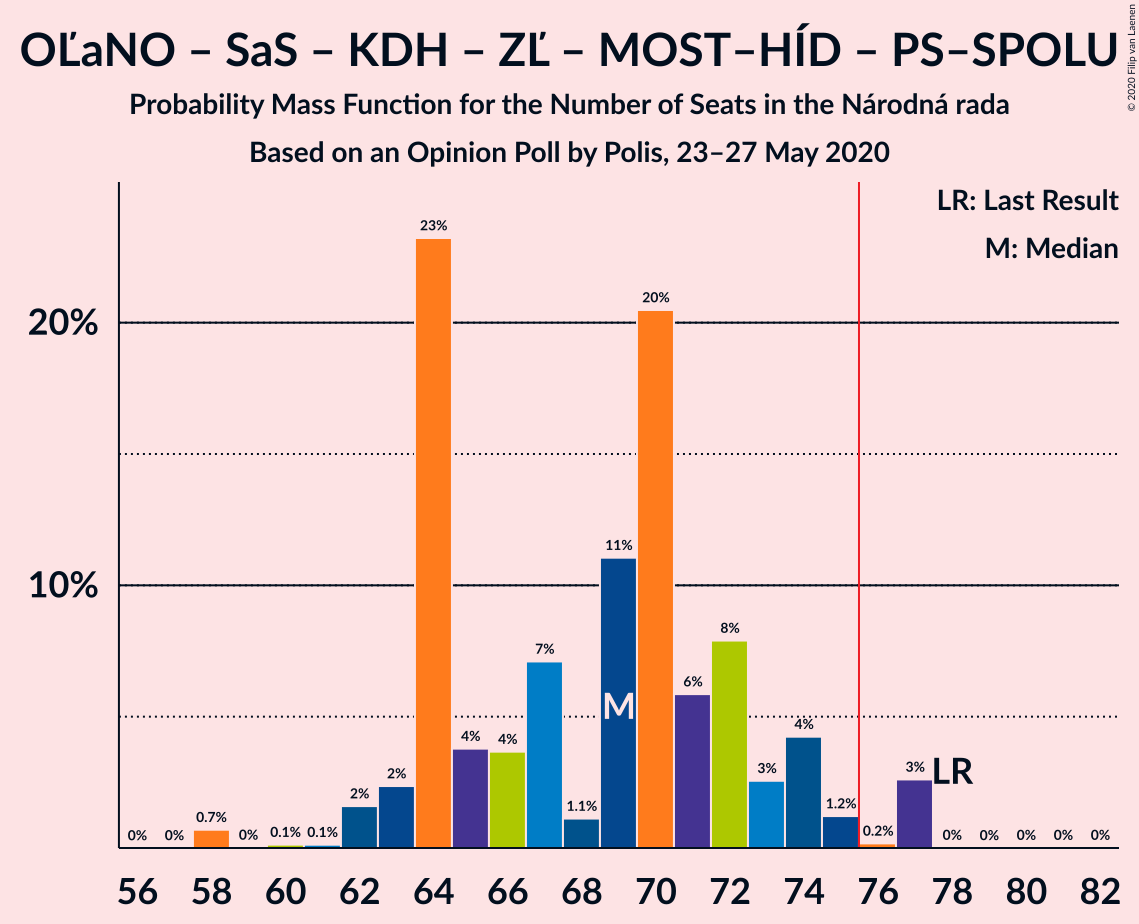 OĽaNO – SaS – KDH – ZĽ – MOST–HÍD – PS–SPOLU
Probability Mass Function for the Number of Seats in the Národná rada
Based on an Opinion Poll by Polis, 23–27 May 2020
© 2020 Filip van Laenen
LR: Last Result
M: Median
20%
10%
0% 0% 0.7% 0% 0.1% 0.1% 2% 2% 23% 4% 4% 7% 1.1% 11% 20% 6% 8% 3% 4% 1.2% 0.2% 3% 0% 0% 0% 0% 0%
M
LR
56 58 60 62 64 66 68 70 72 74 76 78 80 82